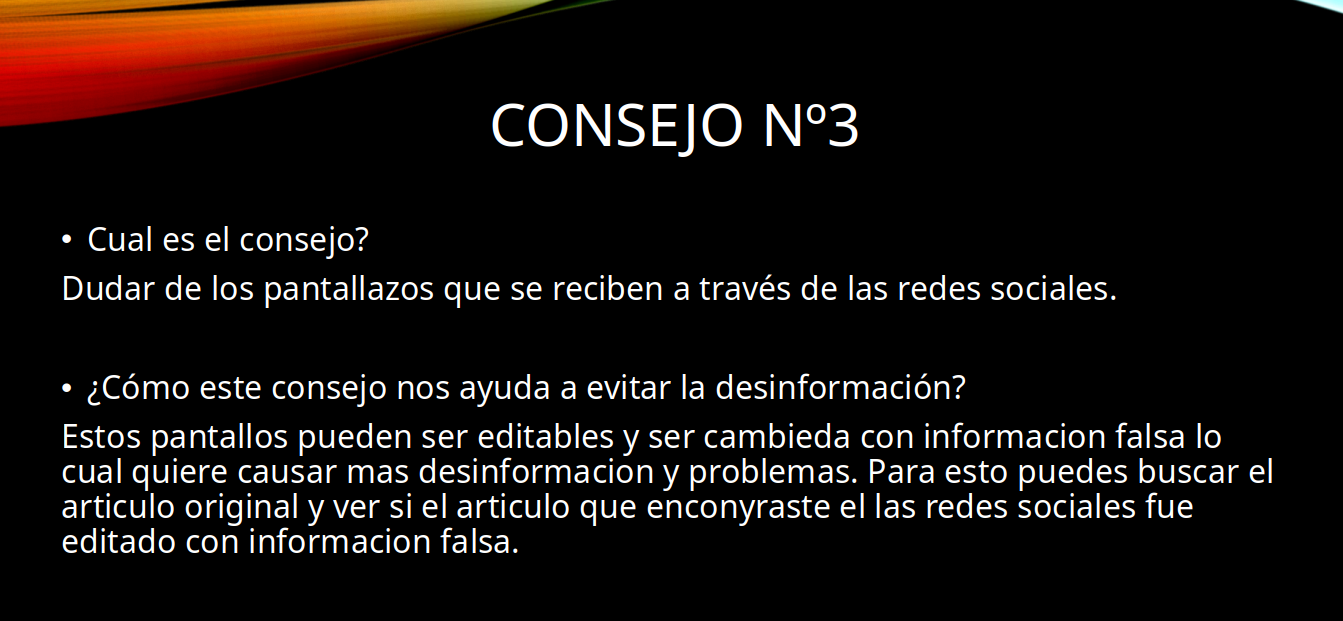 CONSEJO Nº3
• Cual es el consejo?
Dudar de los pantallazos que se reciben a través de las redes sociales.
• ¿Cómo este consejo nos ayuda a evitar la desinformación?
Estos pantallos pueden ser editables y ser cambieda con informacion falsa lo
cual quiere causar mas desinformacion y problemas. Para esto puedes buscar el
articulo original y ver si el articulo que enconyraste el las redes sociales fue
editado con informacion falsa.